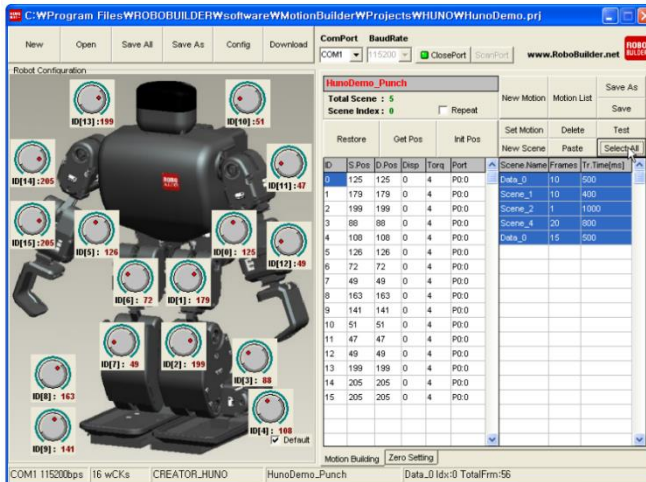 C:₩Program Files₩ROBOBUILDER₩software₩MotionBuilder₩Projects₩HUNO₩HunoDemo.prj
New Open Save All Save As Config Download
ComPort BaudRate
COM1 115200 ClosePort ScanPort www.RoboBuilder.net ROBO BUILDER
Robot Configuration
ID[13] :199
ID[10] :51
ID[14] :205
ID[11] :47
ID[15] :205
ID[5] : 126
ID[0] : 125
ID[12] :49
ID[6] : 72
ID[1] : 179
ID[7] : 49
ID[2] : 199
ID[3] : 88
ID[8] : 163
ID[4] : 108
Default
ID[9] : 141
HunoDemo_Punch
Total Scene : 5
Scene Index : 0 Repeat
Restore Get Pos Init Pos
New Motion Motion List Save As
Save
Set Motion Delete Test
New Scene Paste Select All
ID S.Pos D.Pos Disp Torq Port
0 125 125 0 4 P0:0
1 179 179 0 4 P0:0
2 199 199 0 4 P0:0
3 88 88 0 4 P0:0
4 108 108 0 4 P0:0
5 126 126 0 4 P0:0
6 72 72 0 4 P0:0
7 49 49 0 4 P0:0
8 163 163 0 4 P0:0
9 141 141 0 4 P0:0
10 51 51 0 4 P0:0
11 47 47 0 4 P0:0
12 49 49 0 4 P0:0
13 199 199 0 4 P0:0
14 205 205 0 4 P0:0
15 205 205 0 4 P0:0
Scene.Name Frames Tr.Time[ms]
Data_0 10 500
Scene_1 10 400
Scene_2 1 1000
Scene_4 20 800
Data_0 15 500
Motion Building Zero Setting
COM1 115200bps 16 wCKs CREATOR_HUNO HunoDemo_Punch Data_0 Idx:0 TotalFrm:56